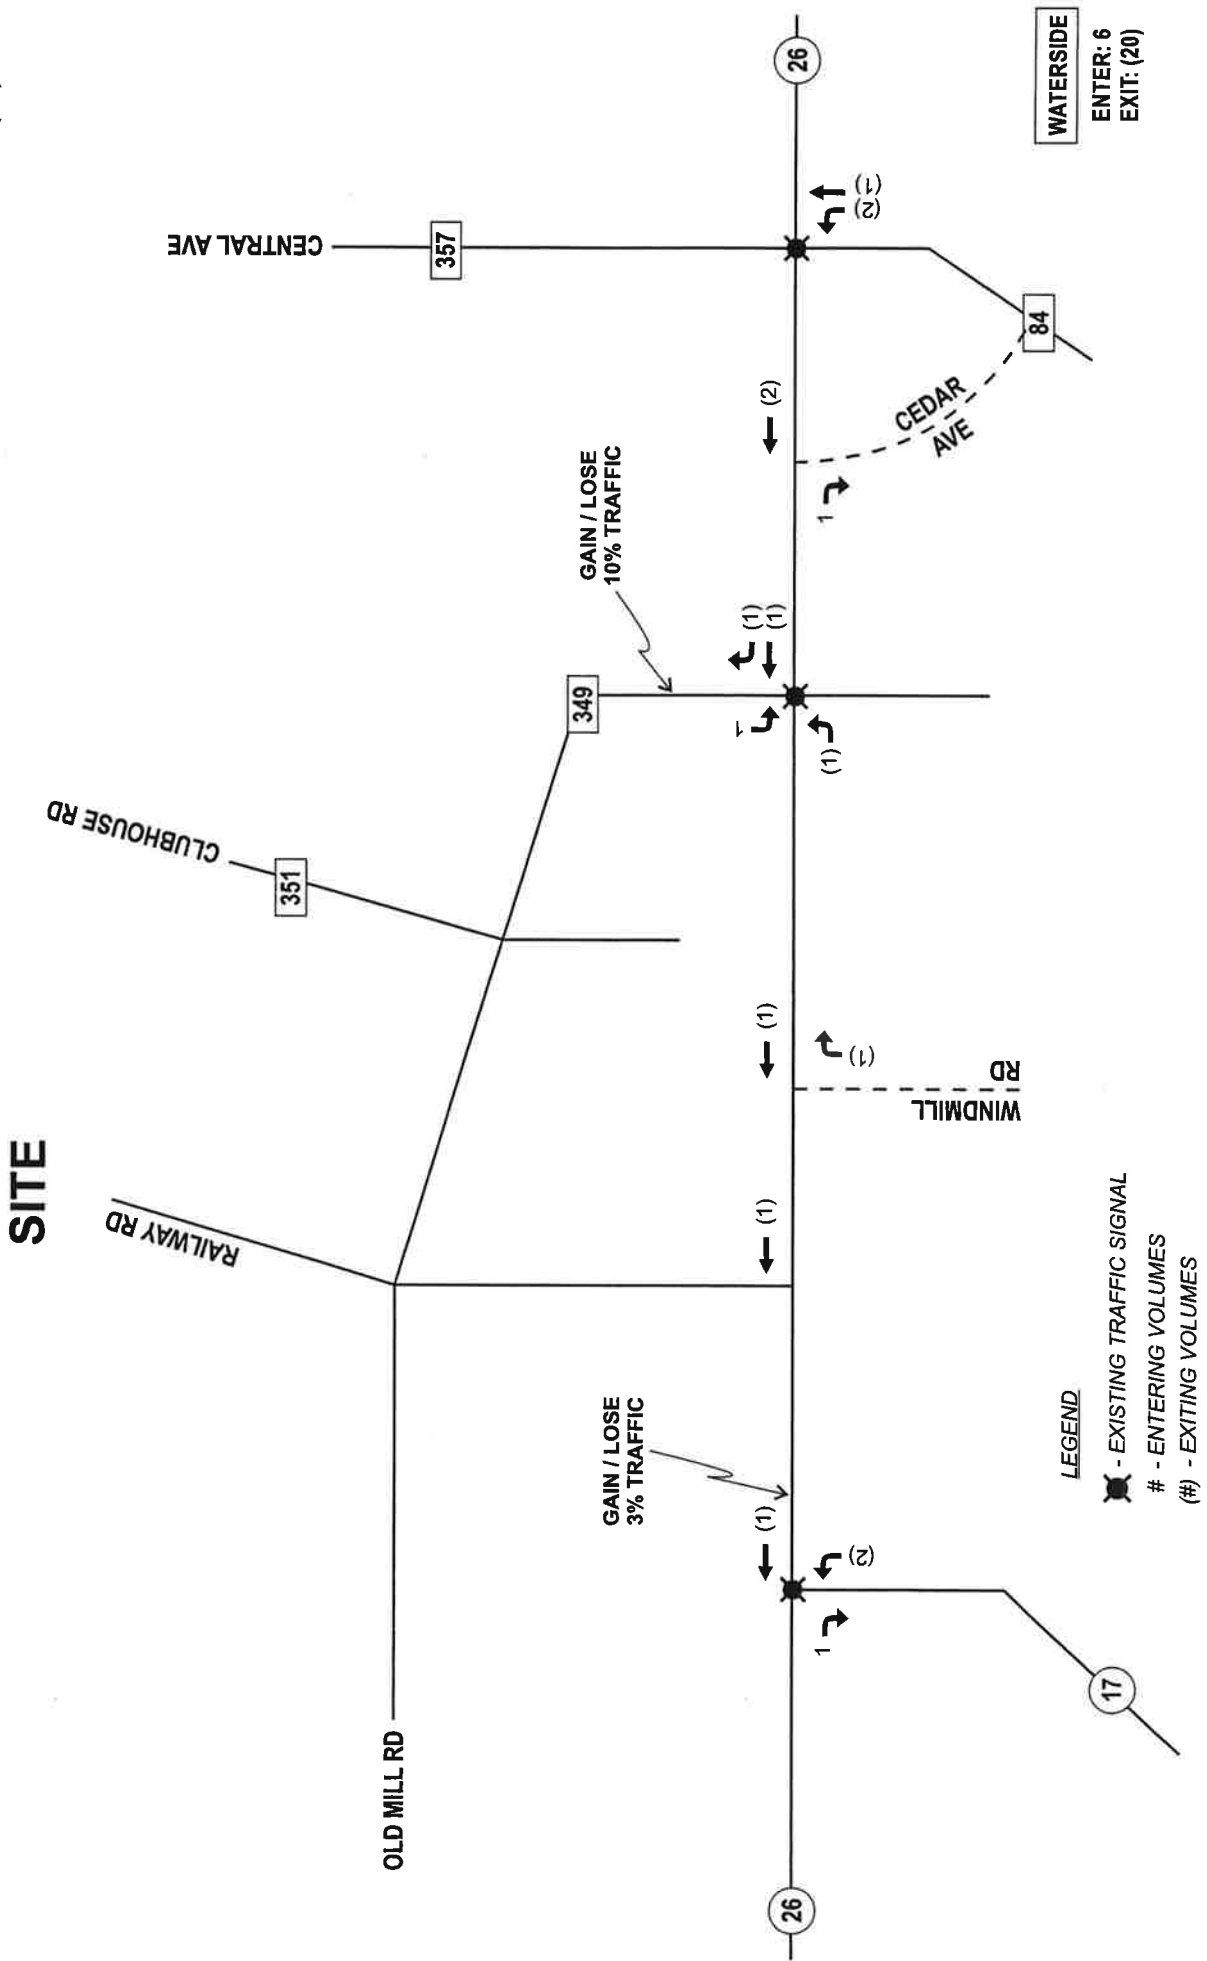 SITE
CENTRAL AVE
357
26
WATERSIDE
ENTER: 6
EXIT: (20)
(1)
(2)
84
CEDAR
AVE
(2)
1
GAIN / LOSE
10% TRAFFIC
(1)
(1)
349
1
(1)
CLUBHOUSE RD
351
(1)
(1)
WINDMILL
RD
RAILWAY RD
(1)
GAIN / LOSE
3% TRAFFIC
(1)
(2)
1
17
OLD MILL RD
26
LEGEND
- EXISTING TRAFFIC SIGNAL
# - ENTERING VOLUMES
(#) - EXITING VOLUMES